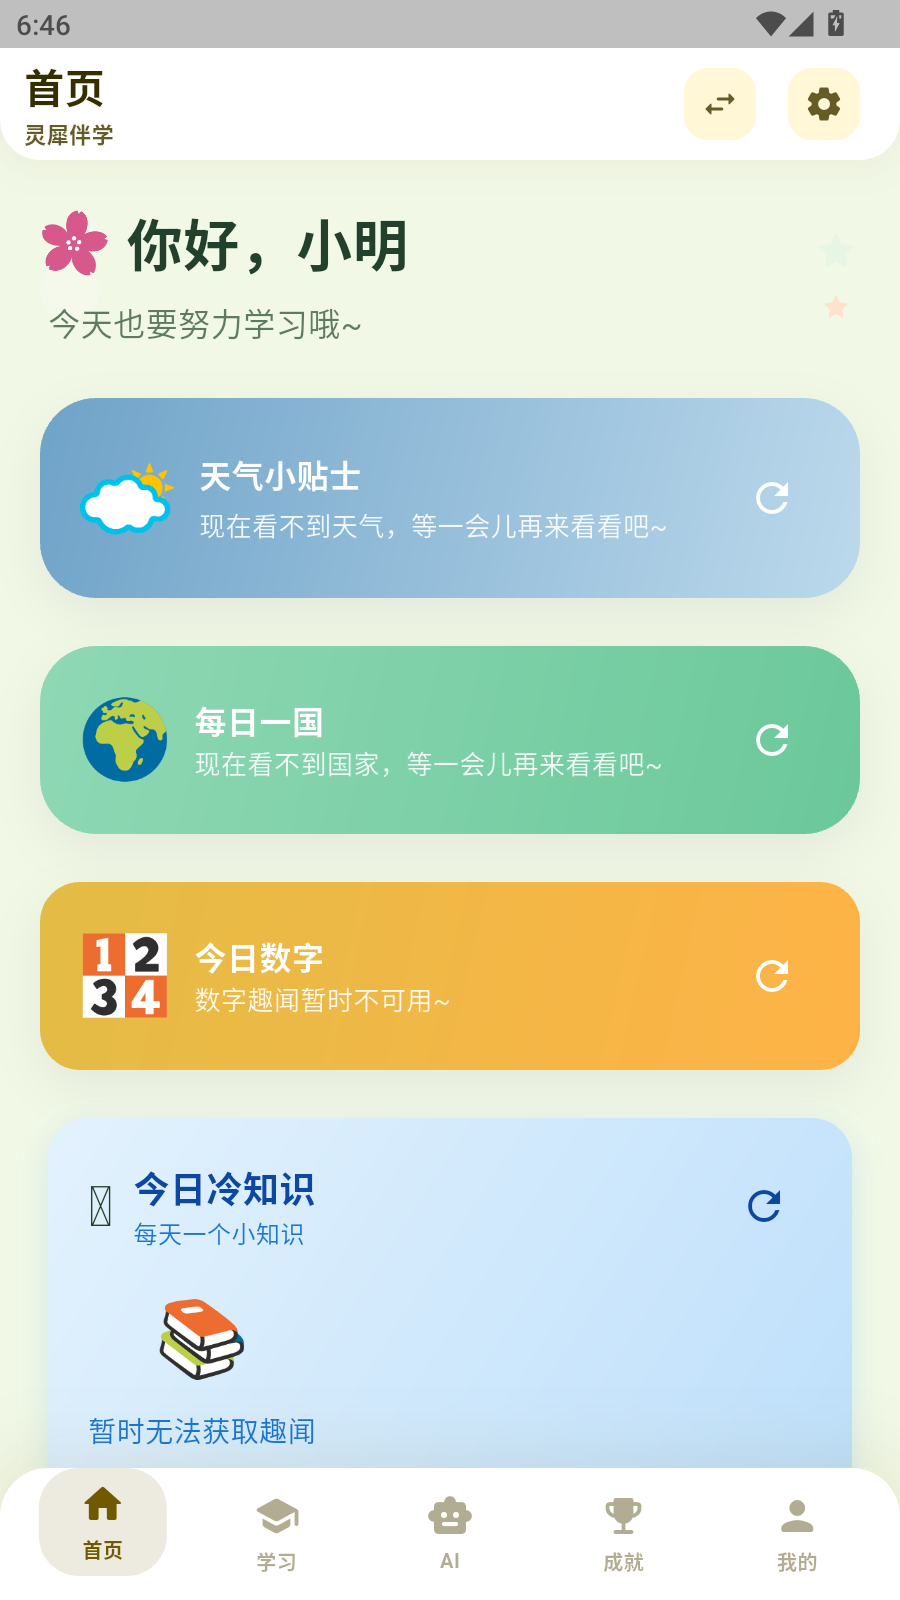 6:46
首页
灵犀伴学
你好，小明
今天也要努力学习哦~
天气小贴士
现在看不到天气，等一会儿再来看看吧~
每日一国
现在看不到国家，等一会儿再来看看吧~
1 2
3 4
今日数字
数字趣闻暂时不可用~
今日冷知识
每天一个小知识
暂时无法获取趣闻
首页
学习
AI
成就
我的